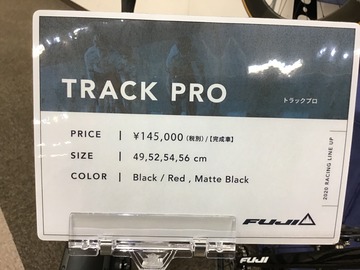 TRACK PRO
トラックプロ
PRICE | ¥145,000 (税別) /【完成車】
SIZE | 49,52,54,56 cm
COLOR | Black / Red , Matte Black
2020 RACING LINE UP
FUJI
FUJI